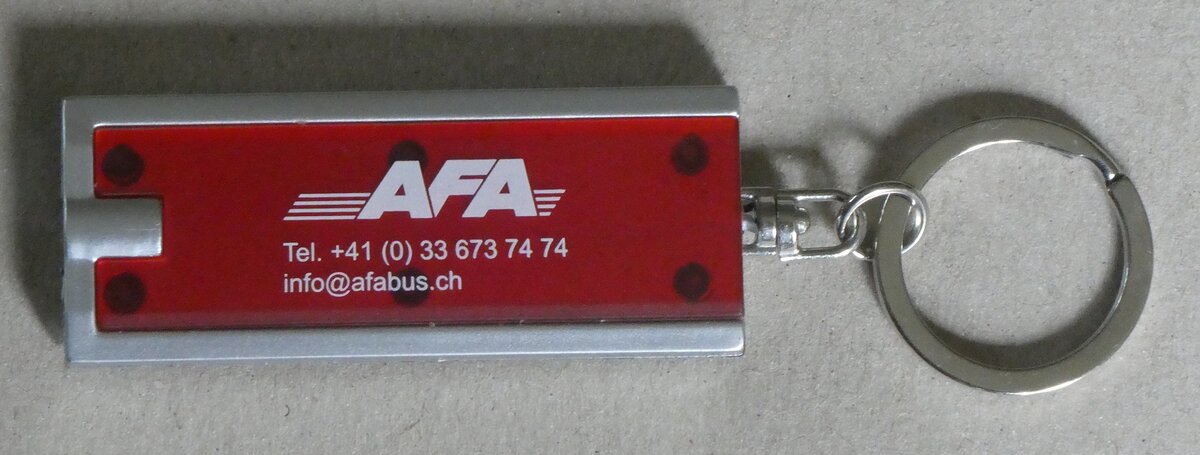 AFA
Tel. +41 (0) 33 673 74 74
info@afabus.ch